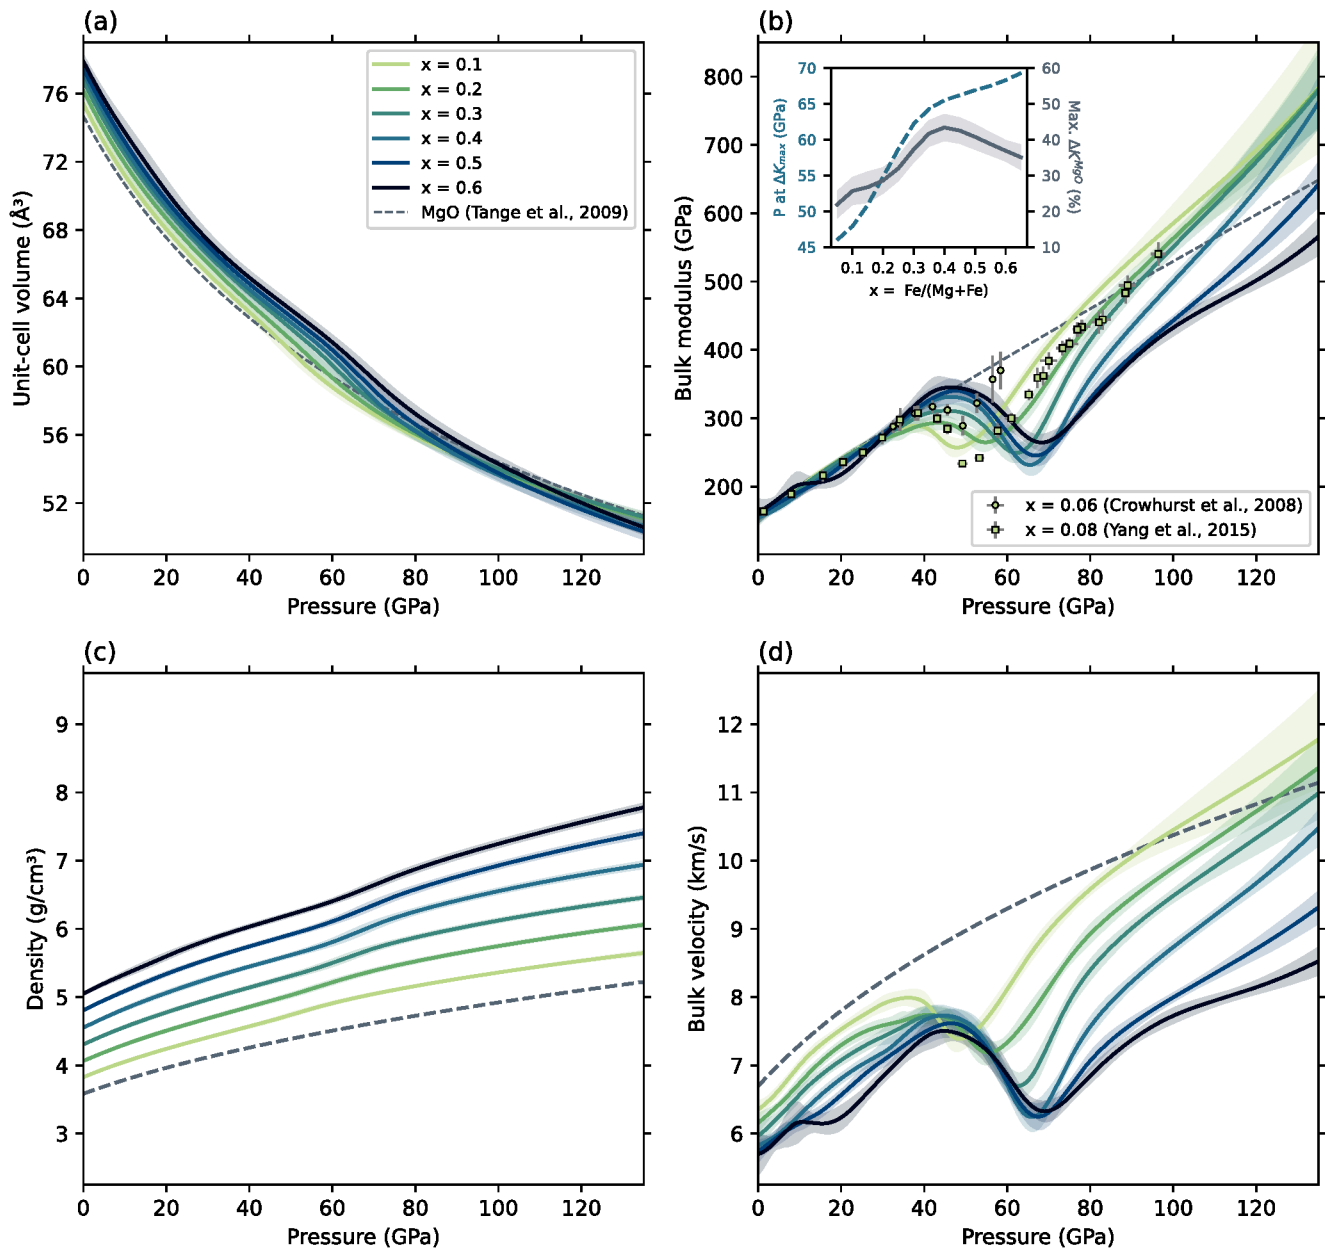 (a)
Unit-cell volume (Å³)
76
72
68
64
60
56
52
x = 0.1
x = 0.2
x = 0.3
x = 0.4
x = 0.5
x = 0.6
MgO (Tange et al., 2009)
0 20 40 60 80 100 120
Pressure (GPa)
(b)
Bulk modulus (GPa)
800
700
600
500
400
300
200
P at ΔKmax (GPa)
70
65
60
55
50
45
60
50
40
30
20
10
Max. ΔK^MgO (%)
0.1 0.2 0.3 0.4 0.5 0.6
x = Fe/(Mg+Fe)
x = 0.06 (Crowhurst et al., 2008)
x = 0.08 (Yang et al., 2015)
0 20 40 60 80 100 120
Pressure (GPa)
(c)
Density (g/cm³)
9
8
7
6
5
4
3
0 20 40 60 80 100 120
Pressure (GPa)
(d)
Bulk velocity (km/s)
12
11
10
9
8
7
6
0 20 40 60 80 100 120
Pressure (GPa)